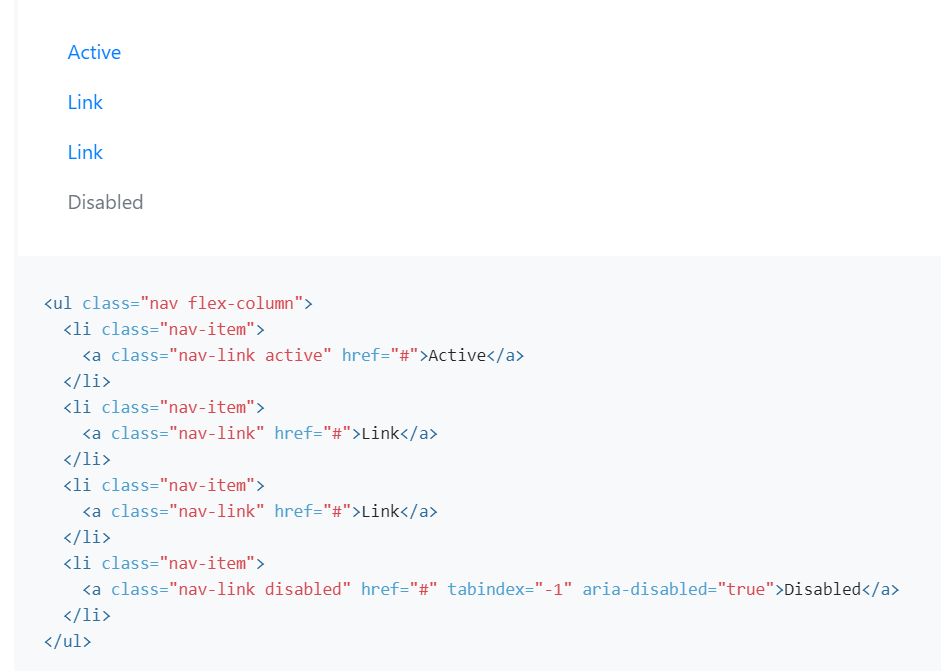 Active
Link
Link
Disabled
<ul class="nav flex-column">
  <li class="nav-item">
    <a class="nav-link active" href="#">Active</a>
  </li>
  <li class="nav-item">
    <a class="nav-link" href="#">Link</a>
  </li>
  <li class="nav-item">
    <a class="nav-link" href="#">Link</a>
  </li>
  <li class="nav-item">
    <a class="nav-link disabled" href="#" tabindex="-1" aria-disabled="true">Disabled</a>
  </li>
</ul>